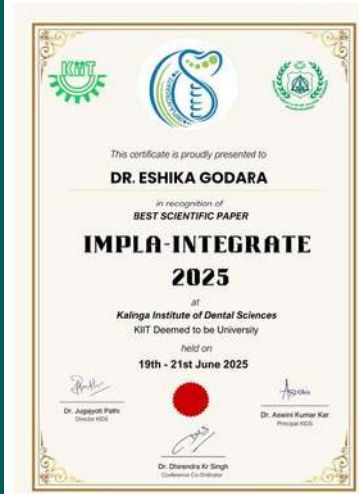 KiiT
This certificate is proudly presented to
DR. ESHIKA GODARA
in recognition of
BEST SCIENTIFIC PAPER
IMPLA-INTEGRATE
2025
at
Kalinga Institute of Dental Sciences
KIIT Deemed to be University
held on
19th - 21st June 2025
Dr. Jugajyoti Pathi
Director KIDS
Dr. Aswini Kumar Kar
Principal KIDS
Dr. Dhirendra Kr Singh
Conference Co-Ordinator